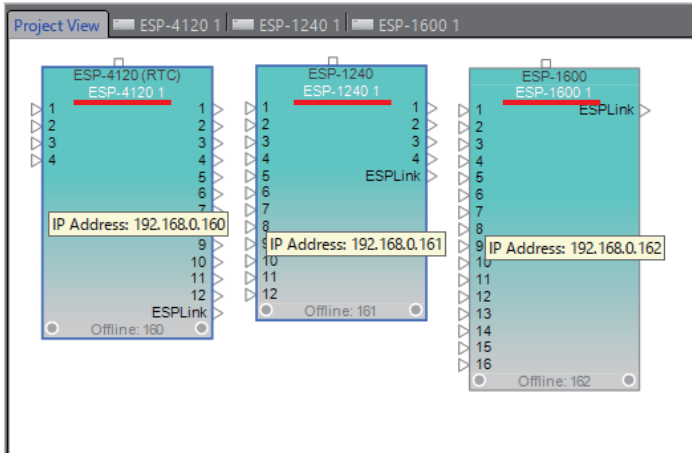 Project View ESP-4120 1 ESP-1240 1 ESP-1600 1
ESP-4120 (RTC)
ESP-4120 1
1 1
2 2
3 3
4 4
5
6
7
IP Address: 192.168.0.160
9
10
11
12
ESPLink
Offline: 160
ESP-1240
ESP-1240 1
1 1
2 2
3 3
4 4
5 ESPLink
6
7
8
9 IP Address: 192.168.0.161
10
11
12
Offline: 161
ESP-1600
ESP-1600 1
1 ESPLink
2
3
4
5
6
7
8
9 IP Address: 192.168.0.162
10
11
12
13
14
15
16
Offline: 162